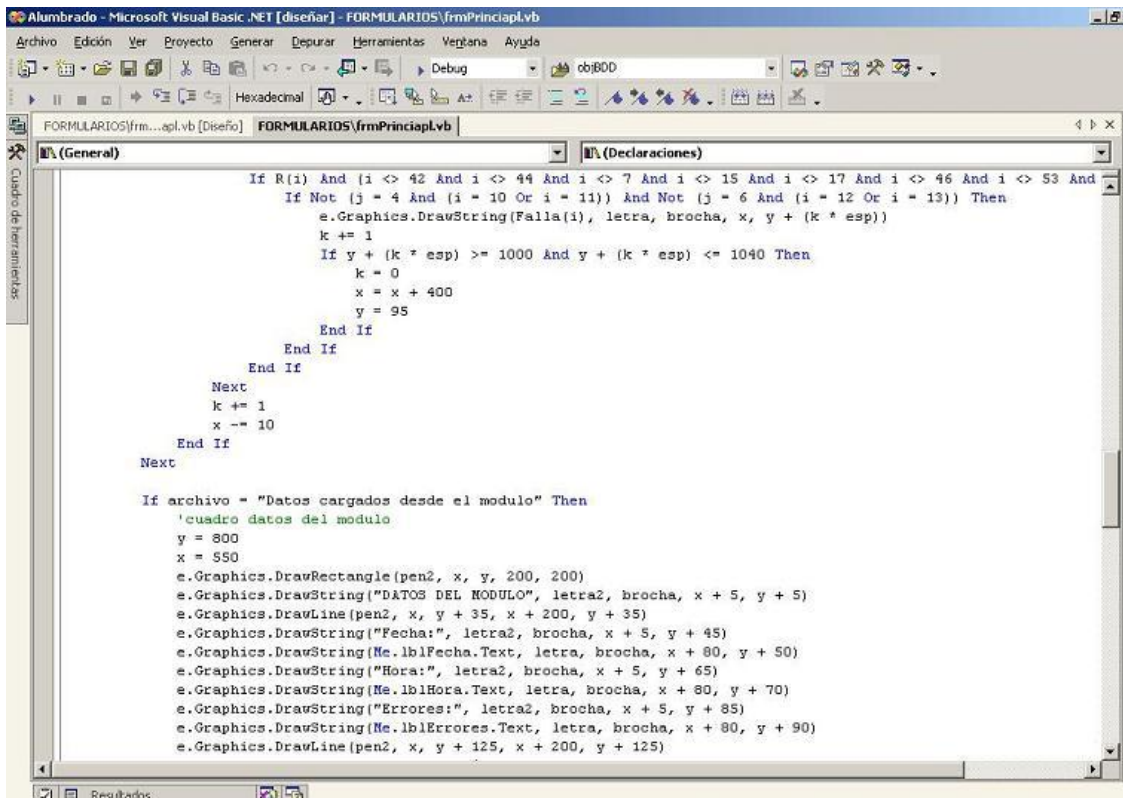 Alumbrado - Microsoft Visual Basic .NET [diseñar] - FORMULARIOS\frmPrinciapl.vb
Archivo Edición Ver Proyecto Generar Depurar Herramientas Ventana Ayuda
Debug objBDD
Hexadecimal
FORMULARIOS\frm...apl.vb [Diseño] FORMULARIOS\frmPrinciapl.vb
(General) (Declaraciones)
Cuadro de herramientas
If R(i) And (i <> 42 And i <> 44 And i <> 7 And i <> 15 And i <> 17 And i <> 46 And i <> 53 And
If Not (j = 4 And (i = 10 Or i = 11)) And Not (j = 6 And (i = 12 Or i = 13)) Then
e.Graphics.DrawString(Falla(i), letra, brocha, x, y + (k * esp))
k += 1
If y + (k * esp) >= 1000 And y + (k * esp) <= 1040 Then
k = 0
x = x + 400
y = 95
End If
End If
End If
Next
k += 1
x -= 10
End If
Next
If archivo = "Datos cargados desde el modulo" Then
'cuadro datos del modulo
y = 800
x = 550
e.Graphics.DrawRectangle(pen2, x, y, 200, 200)
e.Graphics.DrawString("DATOS DEL MODULO", letra2, brocha, x + 5, y + 5)
e.Graphics.DrawLine(pen2, x, y + 35, x + 200, y + 35)
e.Graphics.DrawString("Fecha:", letra2, brocha, x + 5, y + 45)
e.Graphics.DrawString(Me.lblFecha.Text, letra, brocha, x + 80, y + 50)
e.Graphics.DrawString("Hora:", letra2, brocha, x + 5, y + 65)
e.Graphics.DrawString(Me.lblHora.Text, letra, brocha, x + 80, y + 70)
e.Graphics.DrawString("Errores:", letra2, brocha, x + 5, y + 85)
e.Graphics.DrawString(Me.lblErrores.Text, letra, brocha, x + 80, y + 90)
e.Graphics.DrawLine(pen2, x, y + 125, x + 200, y + 125)
Resultados